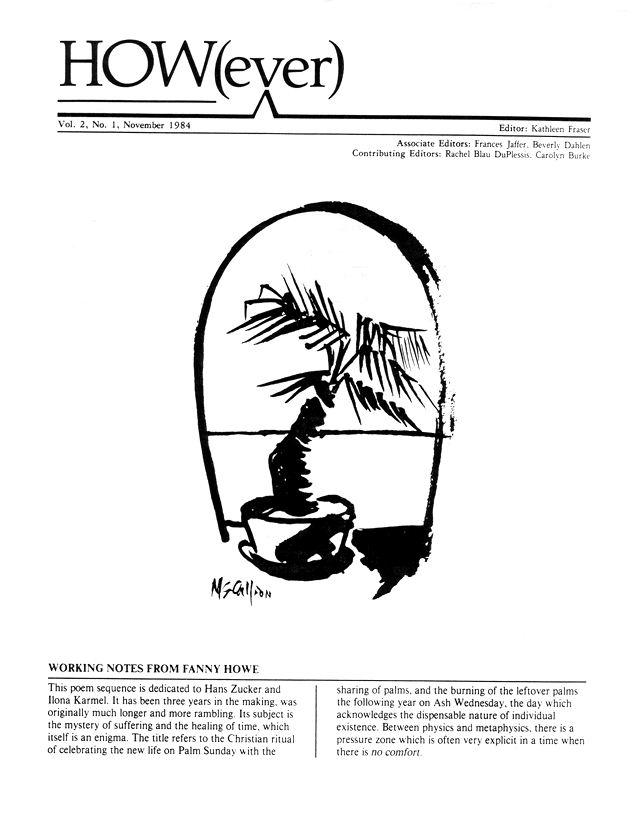 HOW(ever)
Vol. 2, No. 1, November 1984
Editor: Kathleen Fraser
Associate Editors: Frances Jaffer, Beverly Dahlen
Contributing Editors: Rachel Blau DuPlessis, Carolyn Burke
McCallion
WORKING NOTES FROM FANNY HOWE
This poem sequence is dedicated to Hans Zucker and
Ilona Karmel. It has been three years in the making, was
originally much longer and more rambling. Its subject is
the mystery of suffering and the healing of time, which
itself is an enigma. The title refers to the Christian ritual
of celebrating the new life on Palm Sunday with the
sharing of palms, and the burning of the leftover palms
the following year on Ash Wednesday, the day which
acknowledges the dispensable nature of individual
existence. Between physics and metaphysics, there is a
pressure zone which is often very explicit in a time when
there is no comfort.